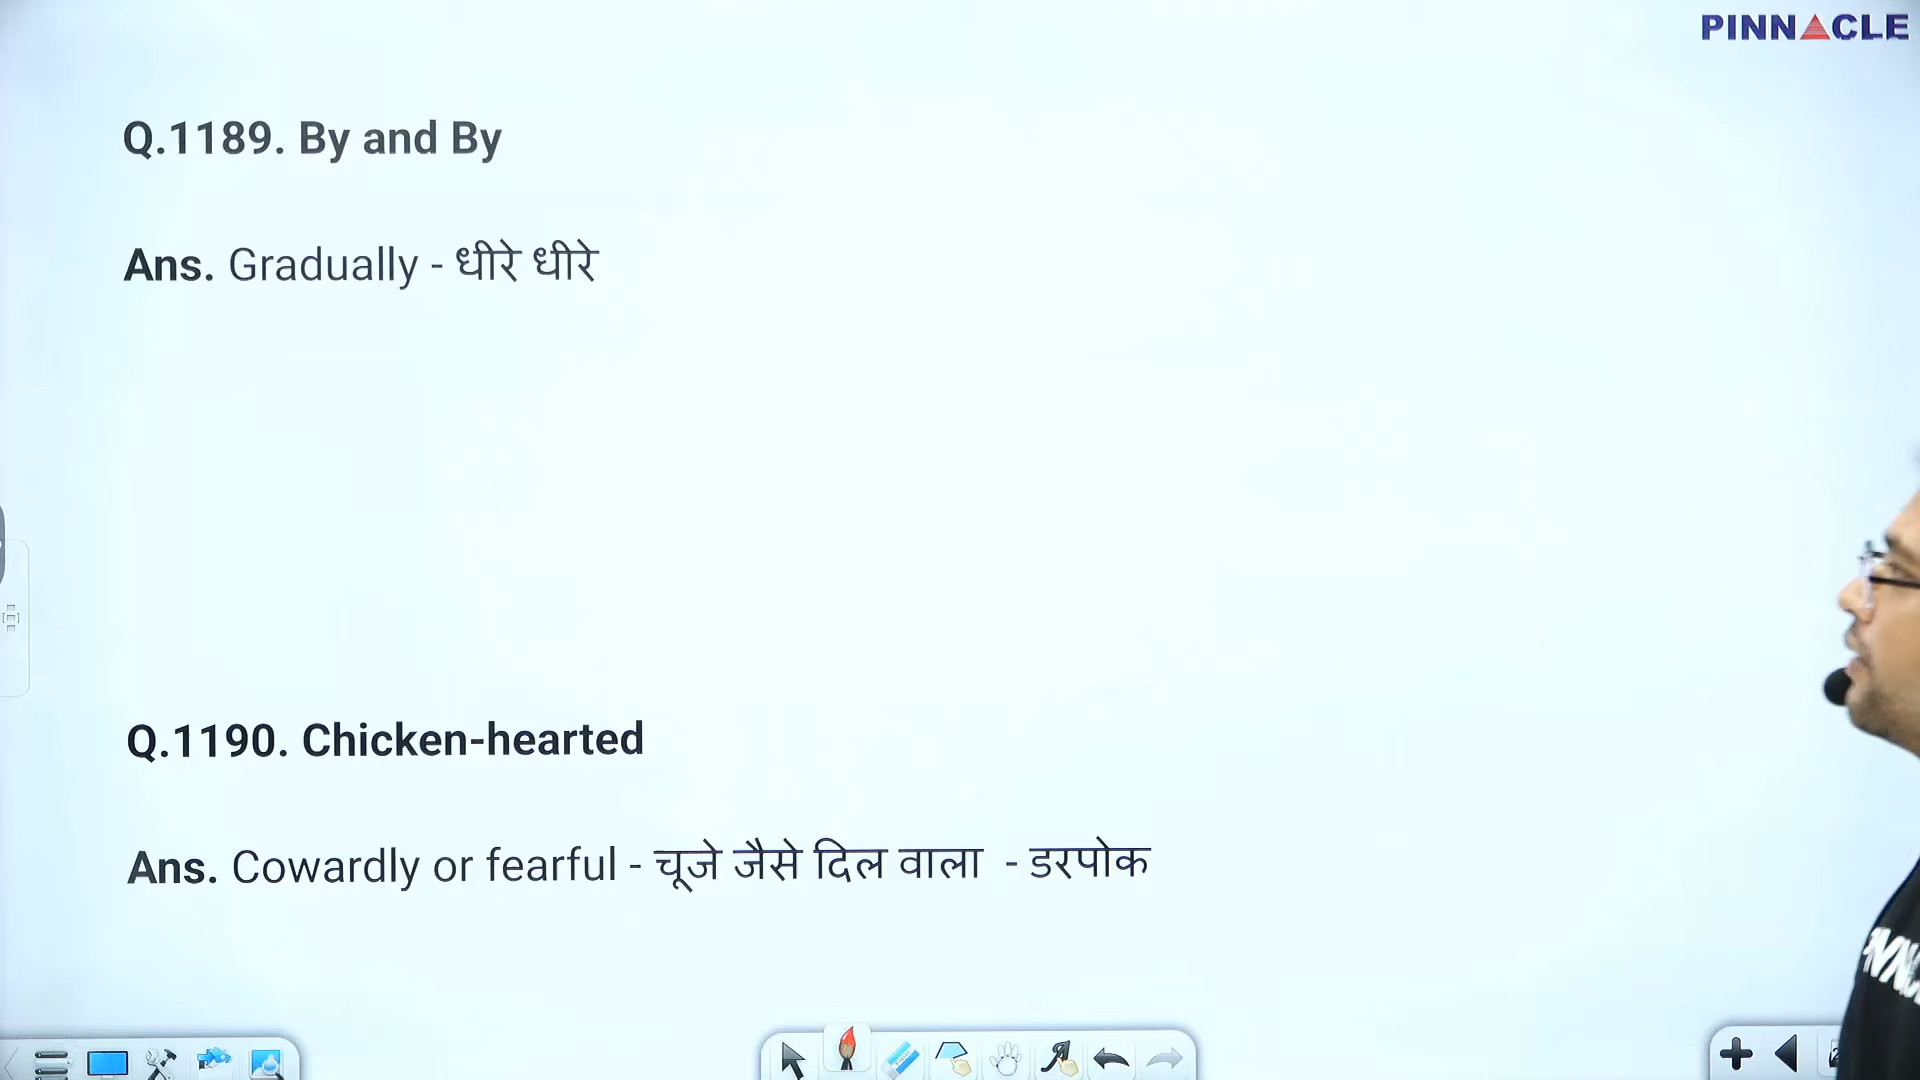 PINNACLE
Q.1189. By and By
Ans. Gradually - धीरे धीरे
Q.1190. Chicken-hearted
Ans. Cowardly or fearful - चूजे जैसे दिल वाला - डरपोक